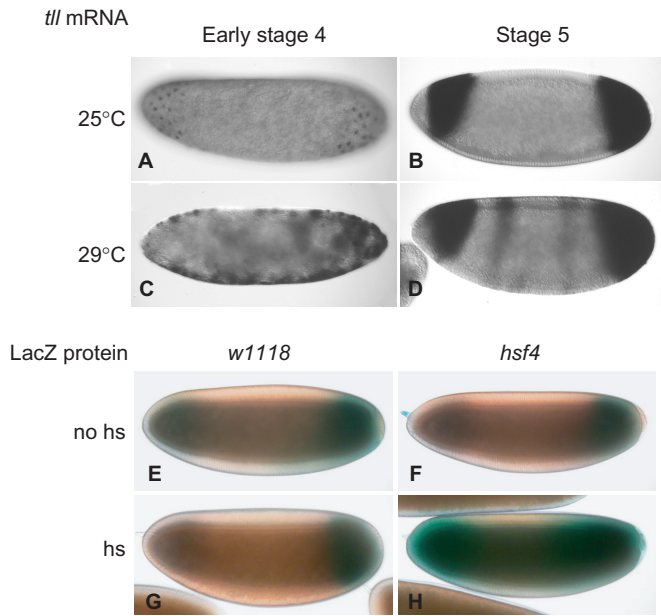 tll mRNA
Early stage 4 Stage 5
25°C
A B
29°C
C D
LacZ protein w1118 hsf4
no hs
E F
hs
G H